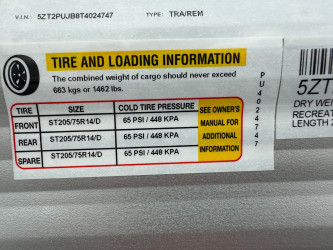 V.I.N.: 5ZT2PUJB8T4024747 TYPE: TRA/REM
TIRE AND LOADING INFORMATION
The combined weight of cargo should never exceed
663 kgs or 1462 lbs.
TIRE SIZE COLD TIRE PRESSURE SEE OWNER'S MANUAL FOR ADDITIONAL INFORMATION
FRONT ST205/75R14/D 65 PSI / 448 KPA
REAR ST205/75R14/D 65 PSI / 448 KPA
SPARE ST205/75R14/D 65 PSI / 448 KPA
PU4024747
5ZT
DRY WEI
RECREAT
LENGTH 2